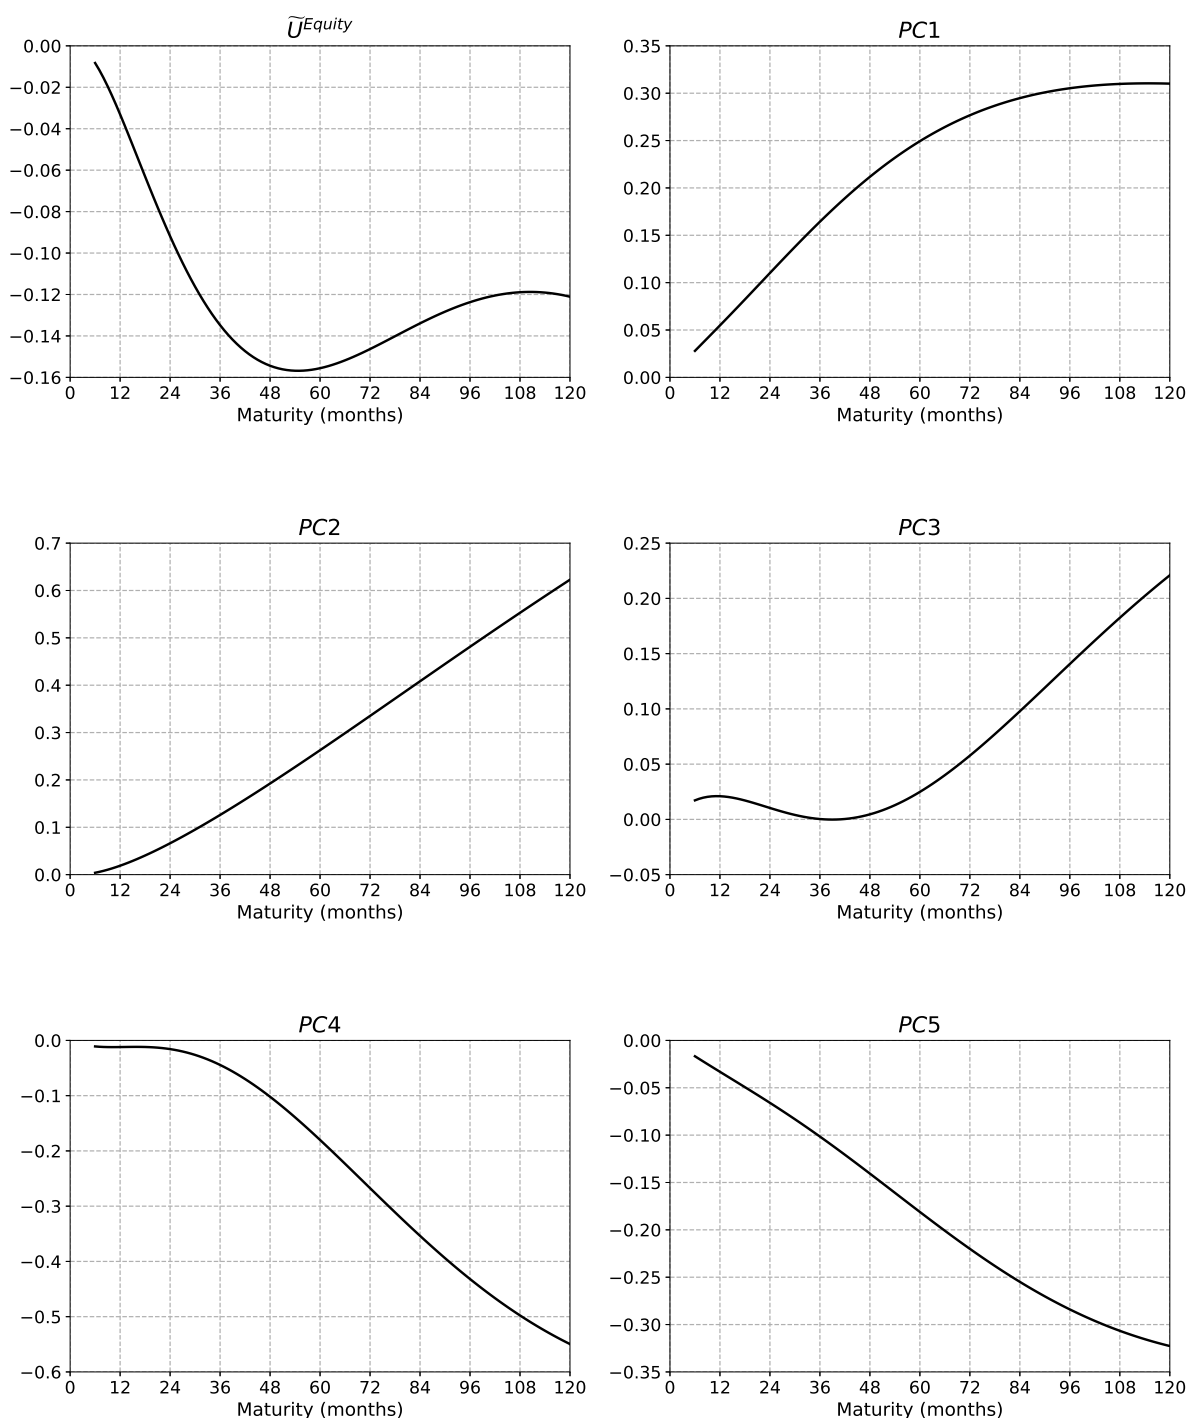 Ũ^Equity
0.00
−0.02
−0.04
−0.06
−0.08
−0.10
−0.12
−0.14
−0.16
0 12 24 36 48 60 72 84 96 108 120
Maturity (months)
PC1
0.35
0.30
0.25
0.20
0.15
0.10
0.05
0.00
0 12 24 36 48 60 72 84 96 108 120
Maturity (months)
PC2
0.7
0.6
0.5
0.4
0.3
0.2
0.1
0.0
0 12 24 36 48 60 72 84 96 108 120
Maturity (months)
PC3
0.25
0.20
0.15
0.10
0.05
0.00
−0.05
0 12 24 36 48 60 72 84 96 108 120
Maturity (months)
PC4
0.0
−0.1
−0.2
−0.3
−0.4
−0.5
−0.6
0 12 24 36 48 60 72 84 96 108 120
Maturity (months)
PC5
0.00
−0.05
−0.10
−0.15
−0.20
−0.25
−0.30
−0.35
0 12 24 36 48 60 72 84 96 108 120
Maturity (months)